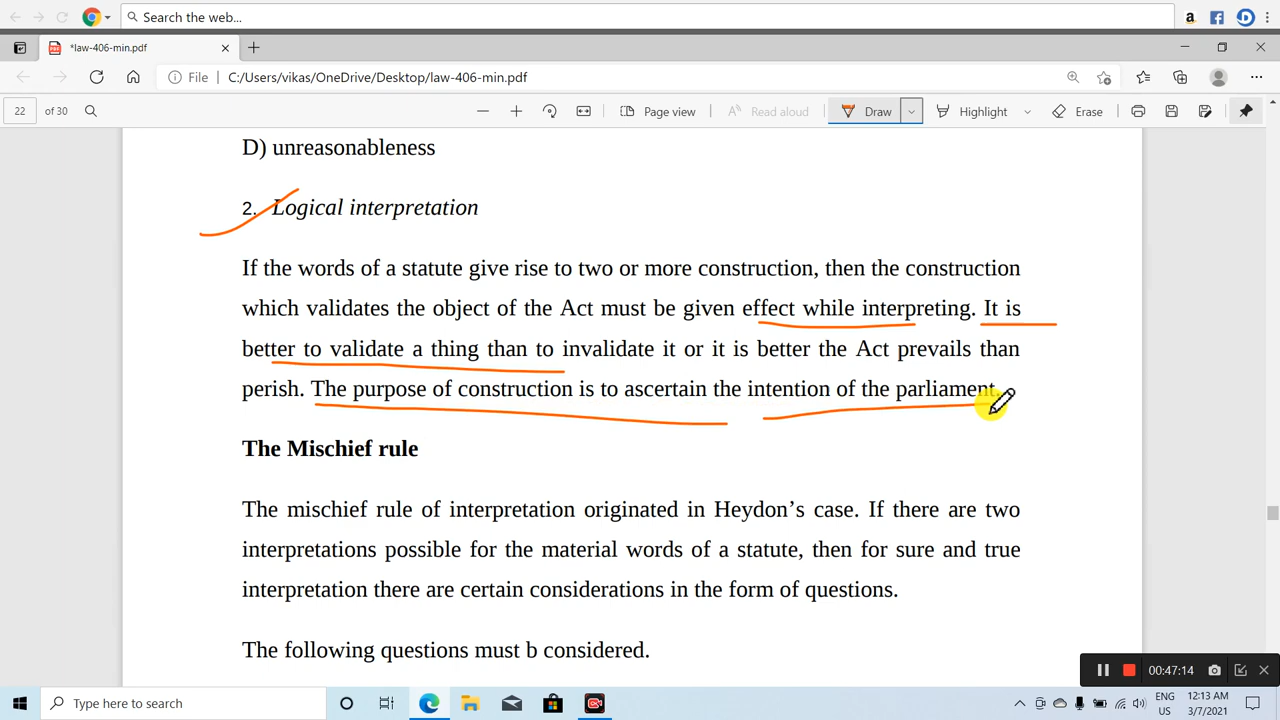 Search the web...
*law-406-min.pdf
File
C:/Users/vikas/OneDrive/Desktop/law-406-min.pdf
22 of 30
Page view
Read aloud
Draw
Highlight
Erase
D) unreasonableness
2. Logical interpretation
If the words of a statute give rise to two or more construction, then the construction
which validates the object of the Act must be given effect while interpreting. It is
better to validate a thing than to invalidate it or it is better the Act prevails than
perish. The purpose of construction is to ascertain the intention of the parliament.
The Mischief rule
The mischief rule of interpretation originated in Heydon’s case. If there are two
interpretations possible for the material words of a statute, then for sure and true
interpretation there are certain considerations in the form of questions.
The following questions must b considered.
00:47:14
Type here to search
ENG
US
12:13 AM
3/7/2021